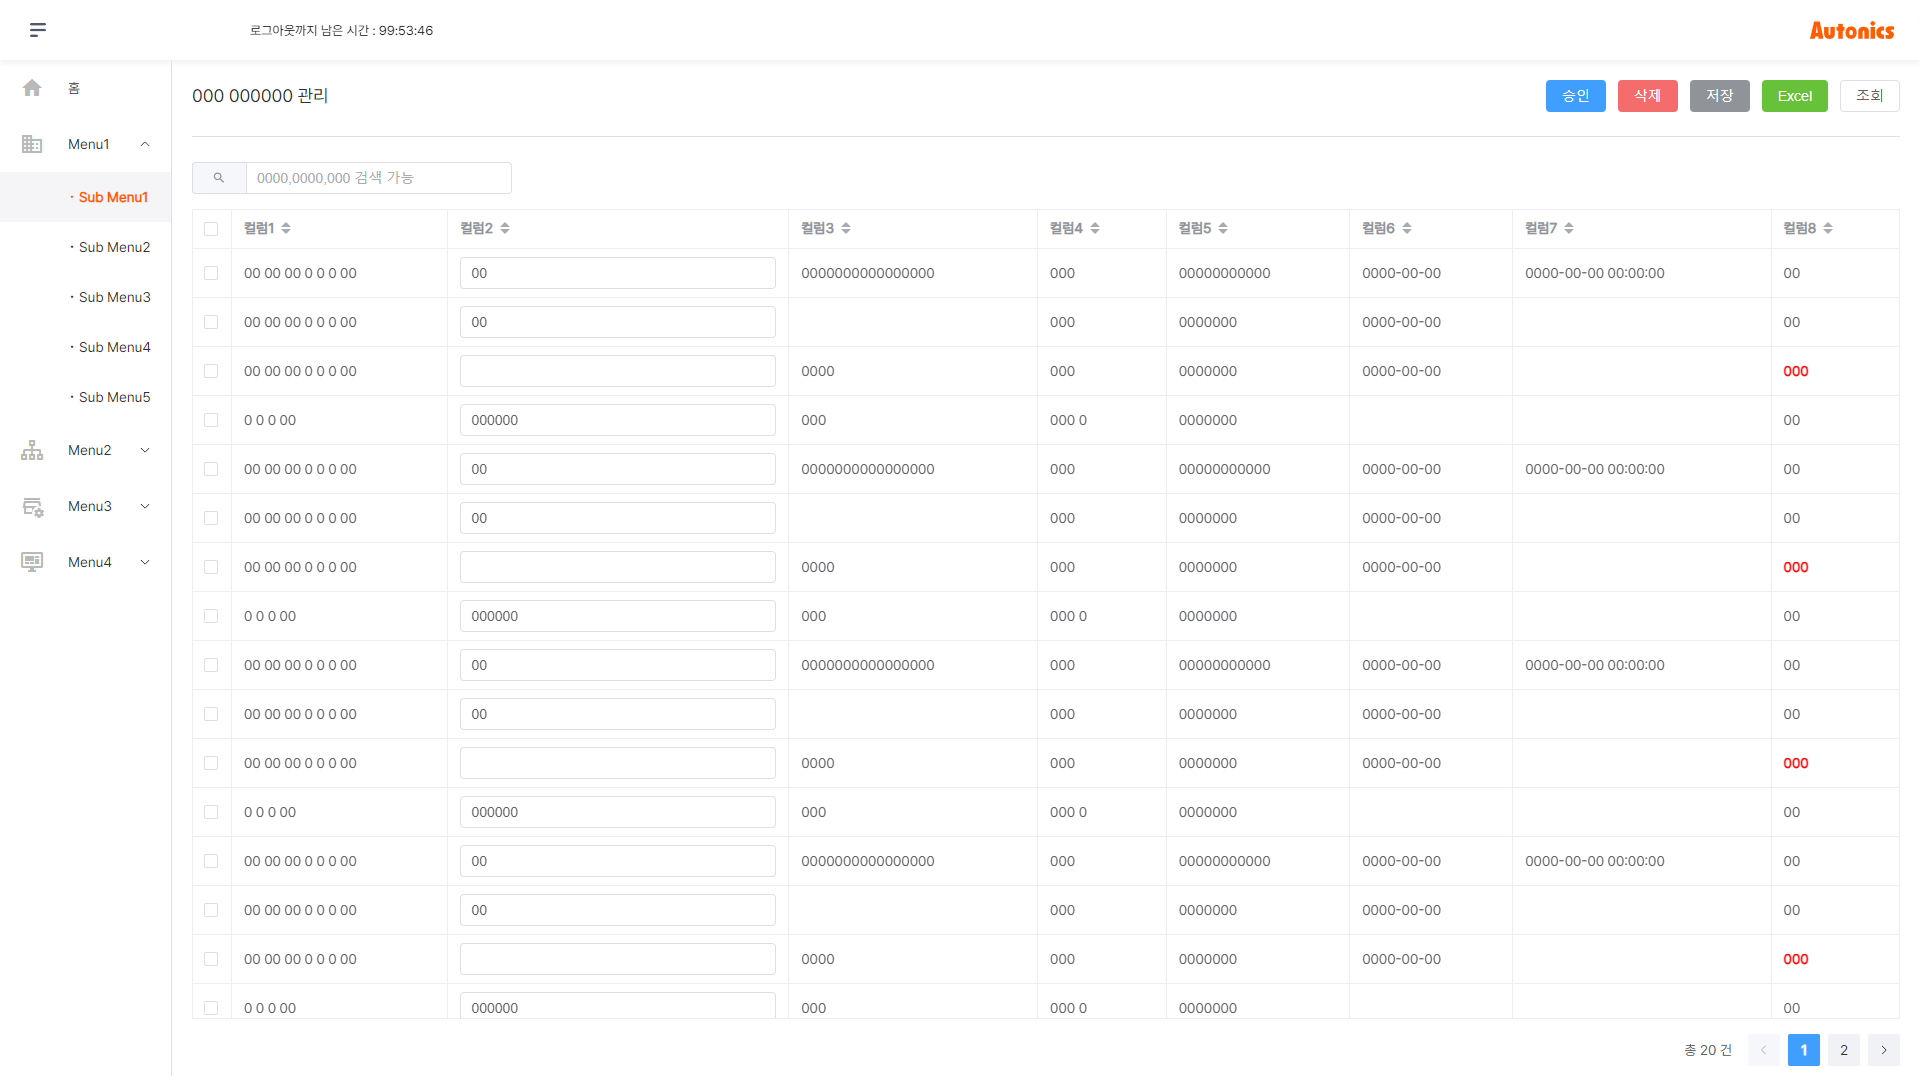 로그아웃까지 남은 시간 : 99:53:46
Autonics
홈
Menu1
· Sub Menu1
· Sub Menu2
· Sub Menu3
· Sub Menu4
· Sub Menu5
Menu2
Menu3
Menu4
000 000000 관리
승인 삭제 저장 Excel 조회
0000,0000,000 검색 가능
컬럼1 컬럼2 컬럼3 컬럼4 컬럼5 컬럼6 컬럼7 컬럼8
00 00 00 0 0 0 00 00 0000000000000000 000 00000000000 0000-00-00 0000-00-00 00:00:00 00
00 00 00 0 0 0 00 00 000 0000000 0000-00-00 00
00 00 00 0 0 0 00 0000 000 0000000 0000-00-00 000
0 0 0 00 000000 000 000 0 0000000 00
00 00 00 0 0 0 00 00 0000000000000000 000 00000000000 0000-00-00 0000-00-00 00:00:00 00
00 00 00 0 0 0 00 00 000 0000000 0000-00-00 00
00 00 00 0 0 0 00 0000 000 0000000 0000-00-00 000
0 0 0 00 000000 000 000 0 0000000 00
00 00 00 0 0 0 00 00 0000000000000000 000 00000000000 0000-00-00 0000-00-00 00:00:00 00
00 00 00 0 0 0 00 00 000 0000000 0000-00-00 00
00 00 00 0 0 0 00 0000 000 0000000 0000-00-00 000
0 0 0 00 000000 000 000 0 0000000 00
00 00 00 0 0 0 00 00 0000000000000000 000 00000000000 0000-00-00 0000-00-00 00:00:00 00
00 00 00 0 0 0 00 00 000 0000000 0000-00-00 00
00 00 00 0 0 0 00 0000 000 0000000 0000-00-00 000
0 0 0 00 000000 000 000 0 0000000 00
총 20 건 1 2